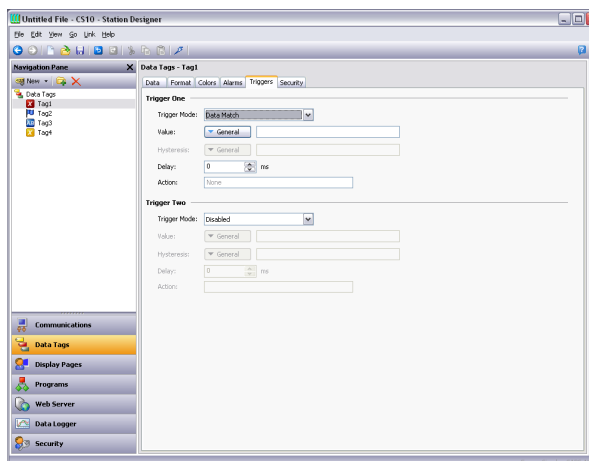 Untitled File - CS10 - Station Designer
File Edit View Go Link Help
Navigation Pane X
New
Data Tags
Tag1
Tag2
Tag3
Tag4
Communications
Data Tags
Display Pages
Programs
Web Server
Data Logger
Security
Data Tags - Tag1
Data Format Colors Alarms Triggers Security
Trigger One
Trigger Mode: Data Match
Value: General
Hysteresis: General
Delay: 0 ms
Action: None
Trigger Two
Trigger Mode: Disabled
Value: General
Hysteresis: General
Delay: 0 ms
Action: